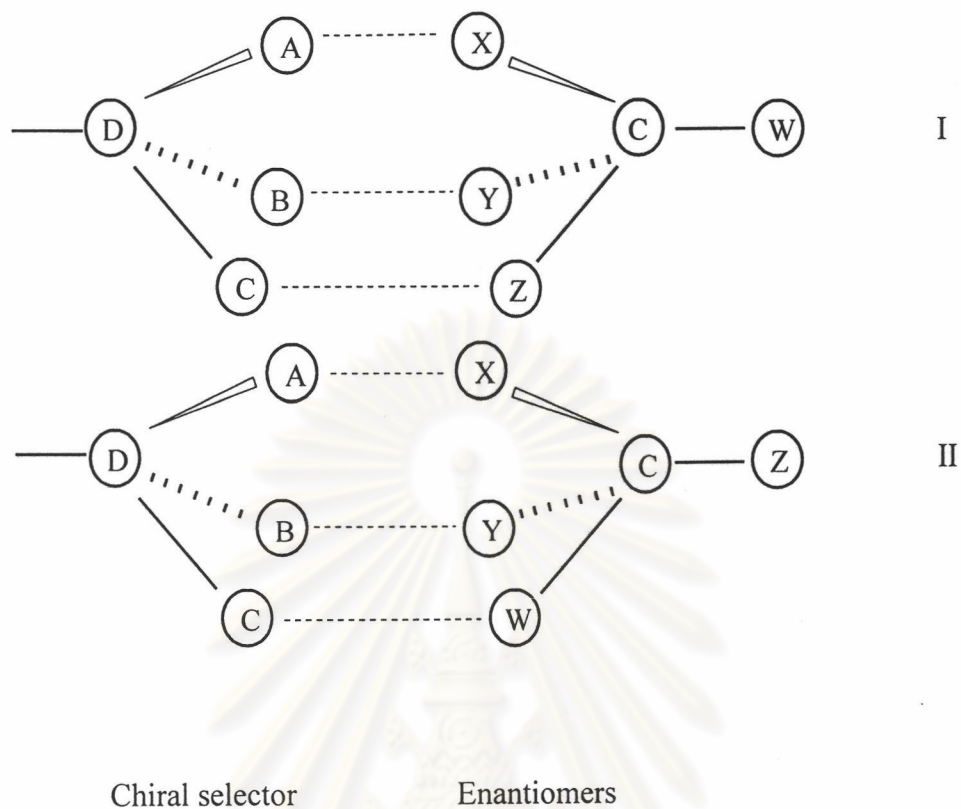 A X
D C W I
B Y
C Z
A X
D C Z II
B Y
C W
Chiral selector Enantiomers